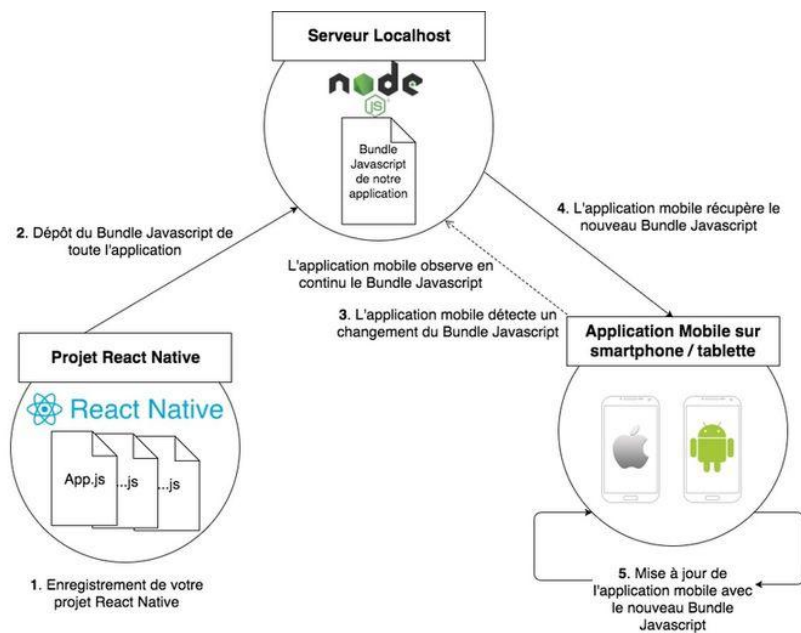 Serveur Localhost
node
JS
Bundle
Javascript
de notre
application
2. Dépôt du Bundle Javascript de
toute l'application
4. L'application mobile récupère le
nouveau Bundle Javascript
L'application mobile observe en
continu le Bundle Javascript
3. L'application mobile détecte un
changement du Bundle Javascript
Projet React Native
React Native
App.js
...js
...js
1. Enregistrement de votre
projet React Native
Application Mobile sur
smartphone / tablette
5. Mise à jour de
l'application mobile avec
le nouveau Bundle
Javascript